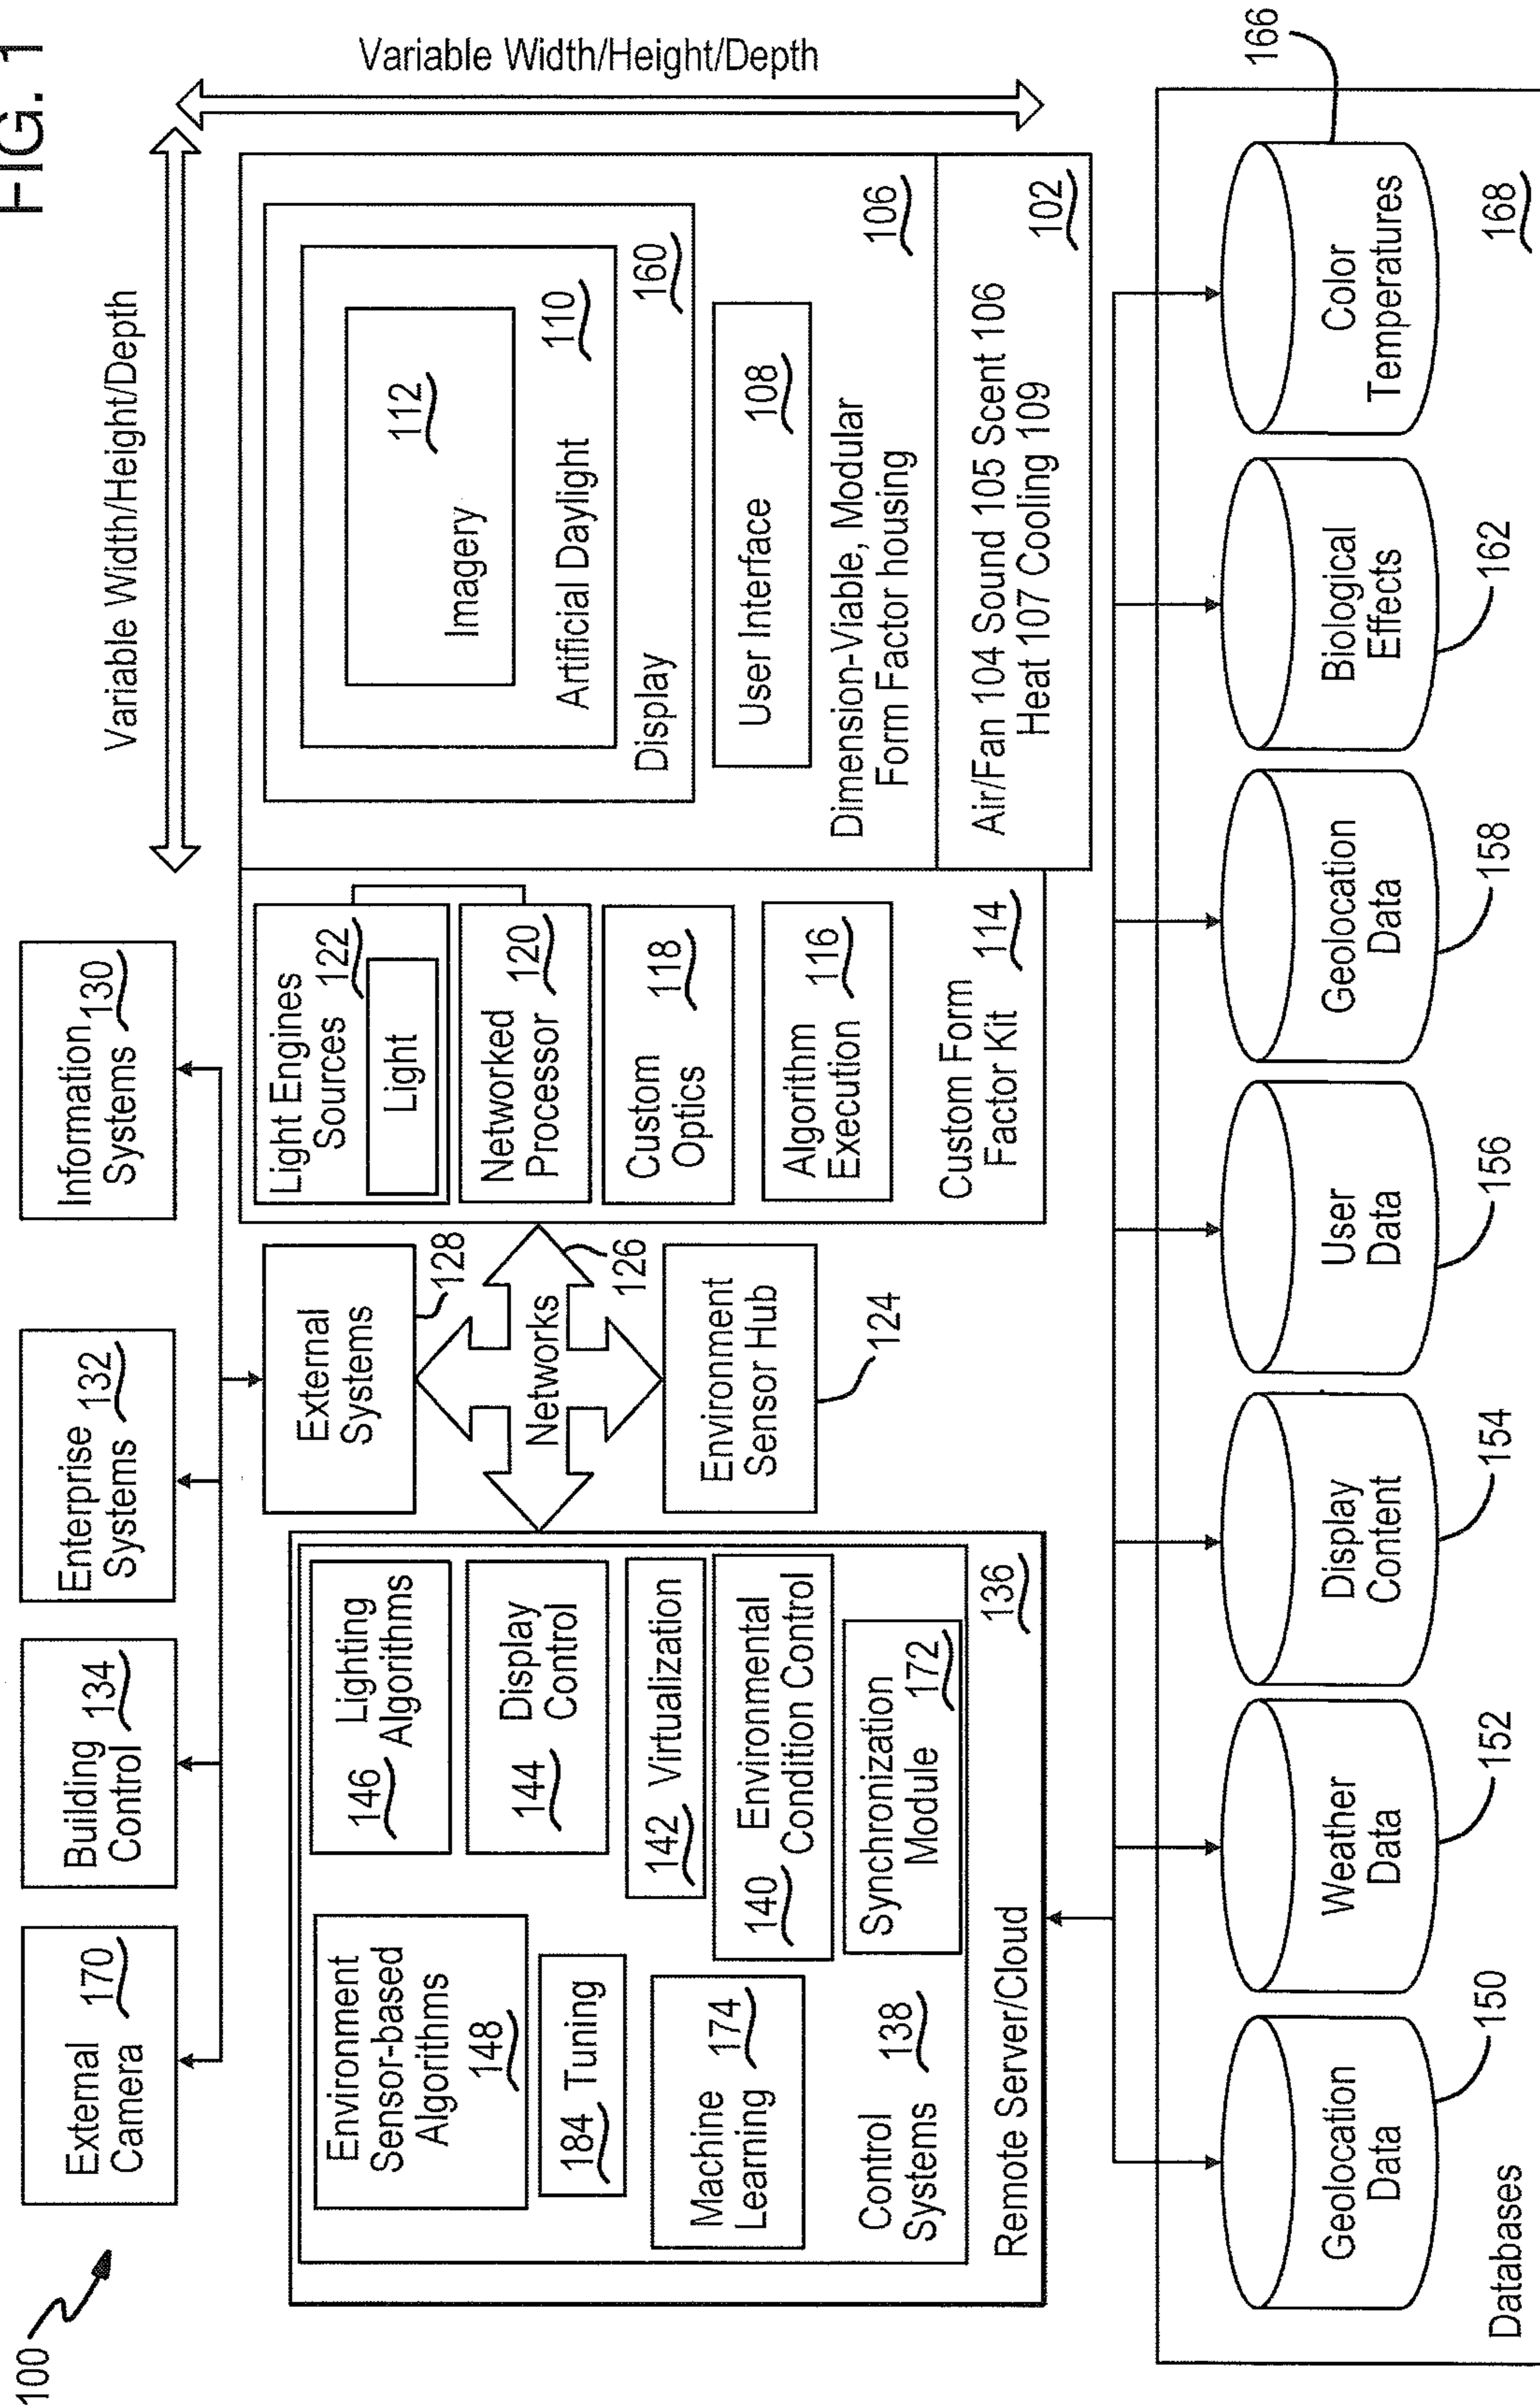 FIG. 1
100
External
Camera 170
Building
Control 134
Enterprise
Systems 132
Information
Systems 130
Variable Width/Height/Depth
Variable Width/Height/Depth
Environment
Sensor-based
Algorithms
148
184 Tuning
Machine
Learning 174
Control
Systems 138
146 Lighting
Algorithms
144 Display
Control
142 Virtualization
140 Environmental
Condition Control
Synchronization
Module 172
Remote Server/Cloud 136
External
Systems
128
Networks
126
Environment
Sensor Hub
124
Light Engines
Sources 122
Light
Networked
Processor 120
Custom
Optics 118
Algorithm
Execution 116
Custom Form
Factor Kit 114
Imagery 112
Artificial Daylight 110
Display 160
User Interface 108
Dimension-Viable, Modular
Form Factor housing 106
Air/Fan 104 Sound 105 Scent 106
Heat 107 Cooling 109
102
Geolocation
Data
150
Weather
Data
152
Display
Content
154
User
Data
156
Geolocation
Data
158
Biological
Effects
162
Color
Temperatures
166
Databases
168